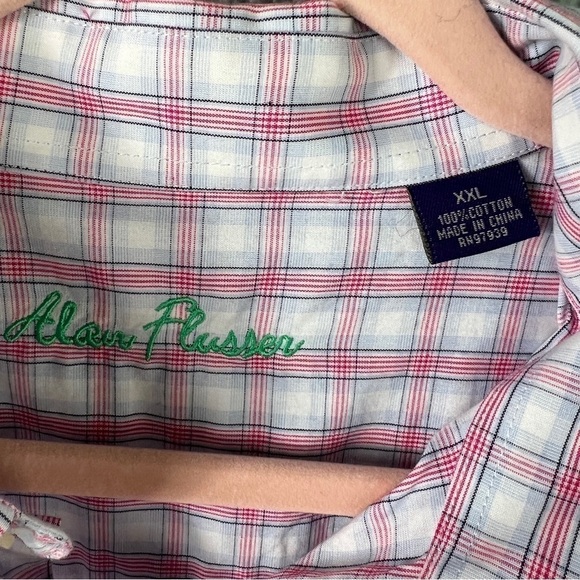 XXL
100% COTTON
MADE IN CHINA
RN97939
Alan Flusser